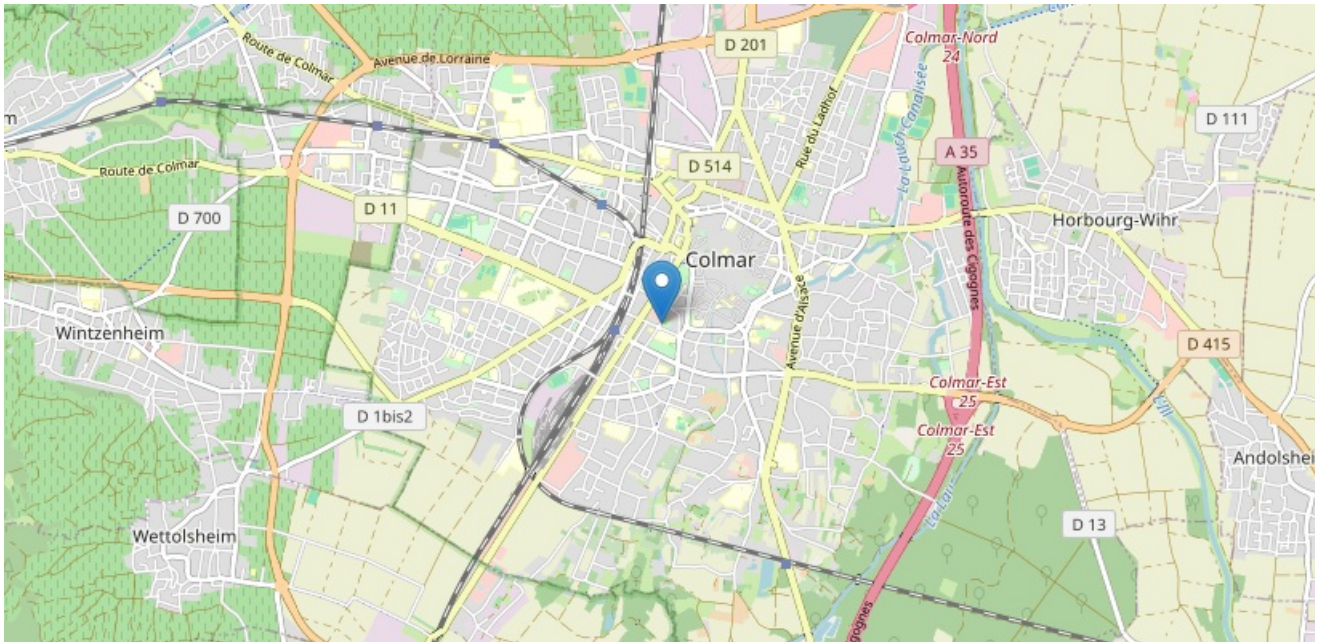 Colmar-Nord
24
D 201
Route de Colmar
Avenue de Lorraine
La Lauch Canalisée
Rue du Ladhof
D 111
A 35
Route de Colmar
D 514
Autoroute des Cigognes
D 700
D 11
Horbourg-Wihr
Colmar
Avenue d'Alsace
Wintzenheim
D 415
Colmar-Est
25
L'Ill
D 1bis2
Colmar-Est
25
Andolshei
La Lauch
D 13
Wettolsheim
gognes